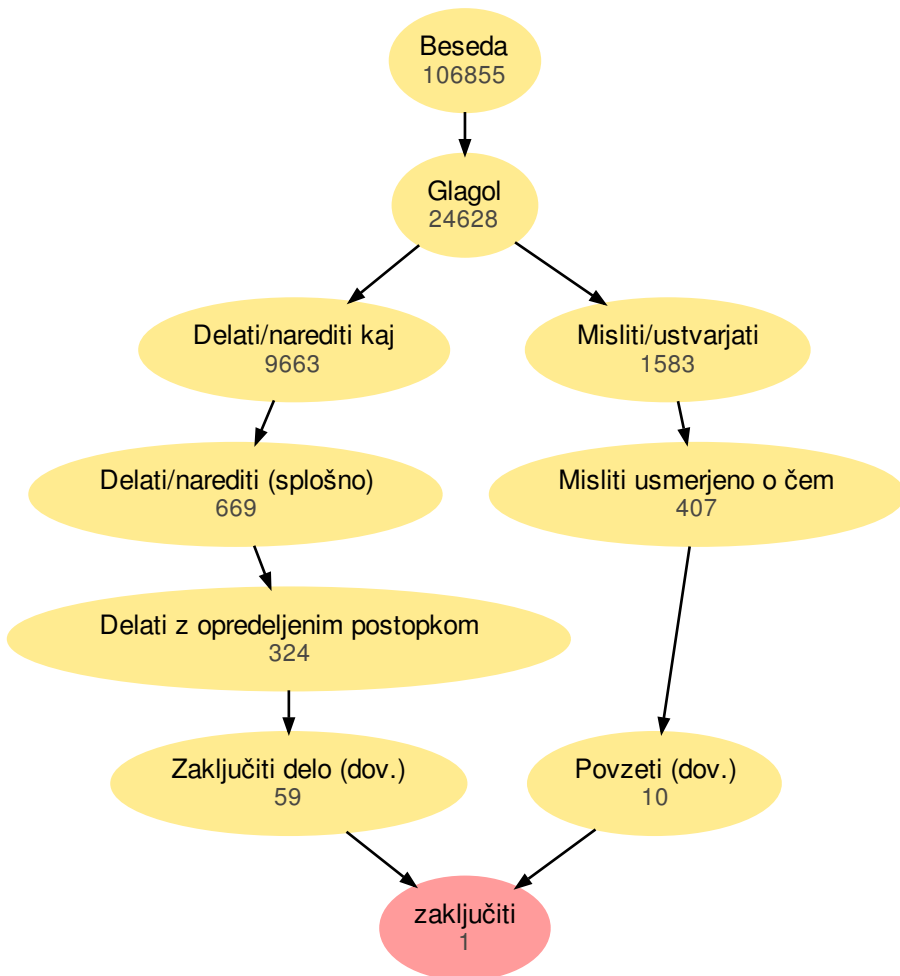 Beseda
106855
Glagol
24628
Delati/narediti kaj
9663
Misliti/ustvarjati
1583
Delati/narediti (splošno)
669
Misliti usmerjeno o čem
407
Delati z opredeljenim postopkom
324
Zaključiti delo (dov.)
59
Povzeti (dov.)
10
zaključiti
1